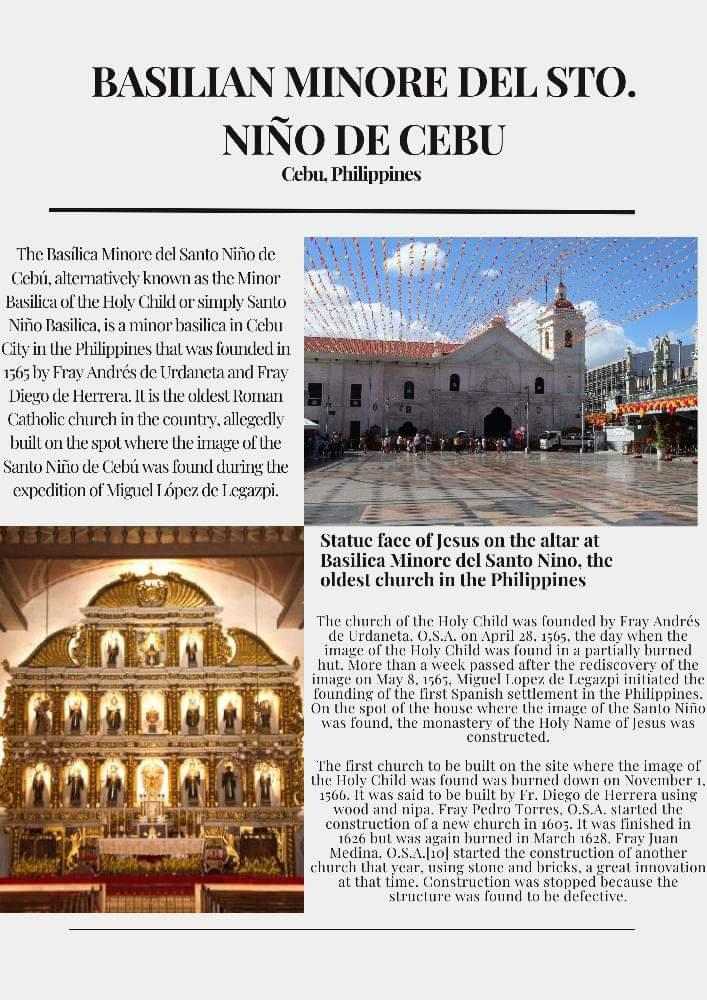 BASILIAN MINORE DEL STO.
NIÑO DE CEBU
Cebu, Philippines
The Basílica Minore del Santo Niño de
Cebú, alternatively known as the Minor
Basilica of the Holy Child or simply Santo
Niño Basilica, is a minor basilica in Cebu
City in the Philippines that was founded in
1565 by Fray Andrés de Urdaneta and Fray
Diego de Herrera. It is the oldest Roman
Catholic church in the country, allegedly
built on the spot where the image of the
Santo Niño de Cebú was found during the
expedition of Miguel López de Legazpi.
Statue face of Jesus on the altar at
Basilica Minore del Santo Nino, the
oldest church in the Philippines
The church of the Holy Child was founded by Fray Andrés
de Urdaneta, O.S.A. on April 28, 1565, the day when the
image of the Holy Child was found in a partially burned
hut. More than a week passed after the rediscovery of the
image on May 8, 1565, Miguel Lopez de Legazpi initiated the
founding of the first Spanish settlement in the Philippines.
On the spot of the house where the image of the Santo Niño
was found, the monastery of the Holy Name of Jesus was
constructed.
The first church to be built on the site where the image of
the Holy Child was found was burned down on November 1,
1566. It was said to be built by Fr. Diego de Herrera using
wood and nipa. Fray Pedro Torres, O.S.A. started the
construction of a new church in 1605. It was finished in
1626 but was again burned in March 1628. Fray Juan
Medina, O.S.A.[10] started the construction of another
church that year, using stone and bricks, a great innovation
at that time. Construction was stopped because the
structure was found to be defective.